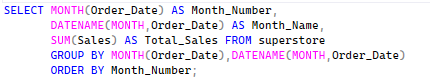 SELECT MONTH(Order_Date) AS Month_Number,
DATENAME(MONTH,Order_Date) AS Month_Name,
SUM(Sales) AS Total_Sales FROM superstore
GROUP BY MONTH(Order_Date),DATENAME(MONTH,Order_Date)
ORDER BY Month_Number;